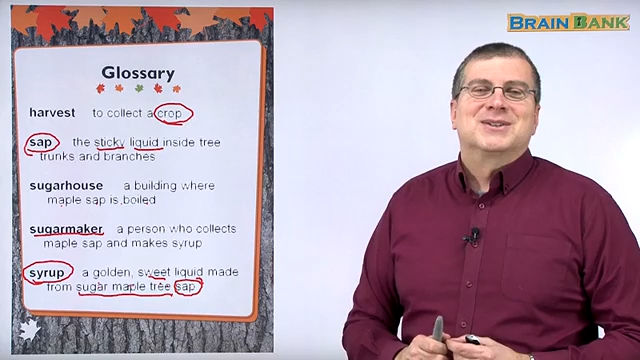 BRAIN BANK
Glossary
harvest to collect a crop
sap the sticky liquid inside tree
trunks and branches
sugarhouse a building where
maple sap is boiled
sugarmaker a person who collects
maple sap and makes syrup
syrup a golden, sweet liquid made
from sugar maple tree sap